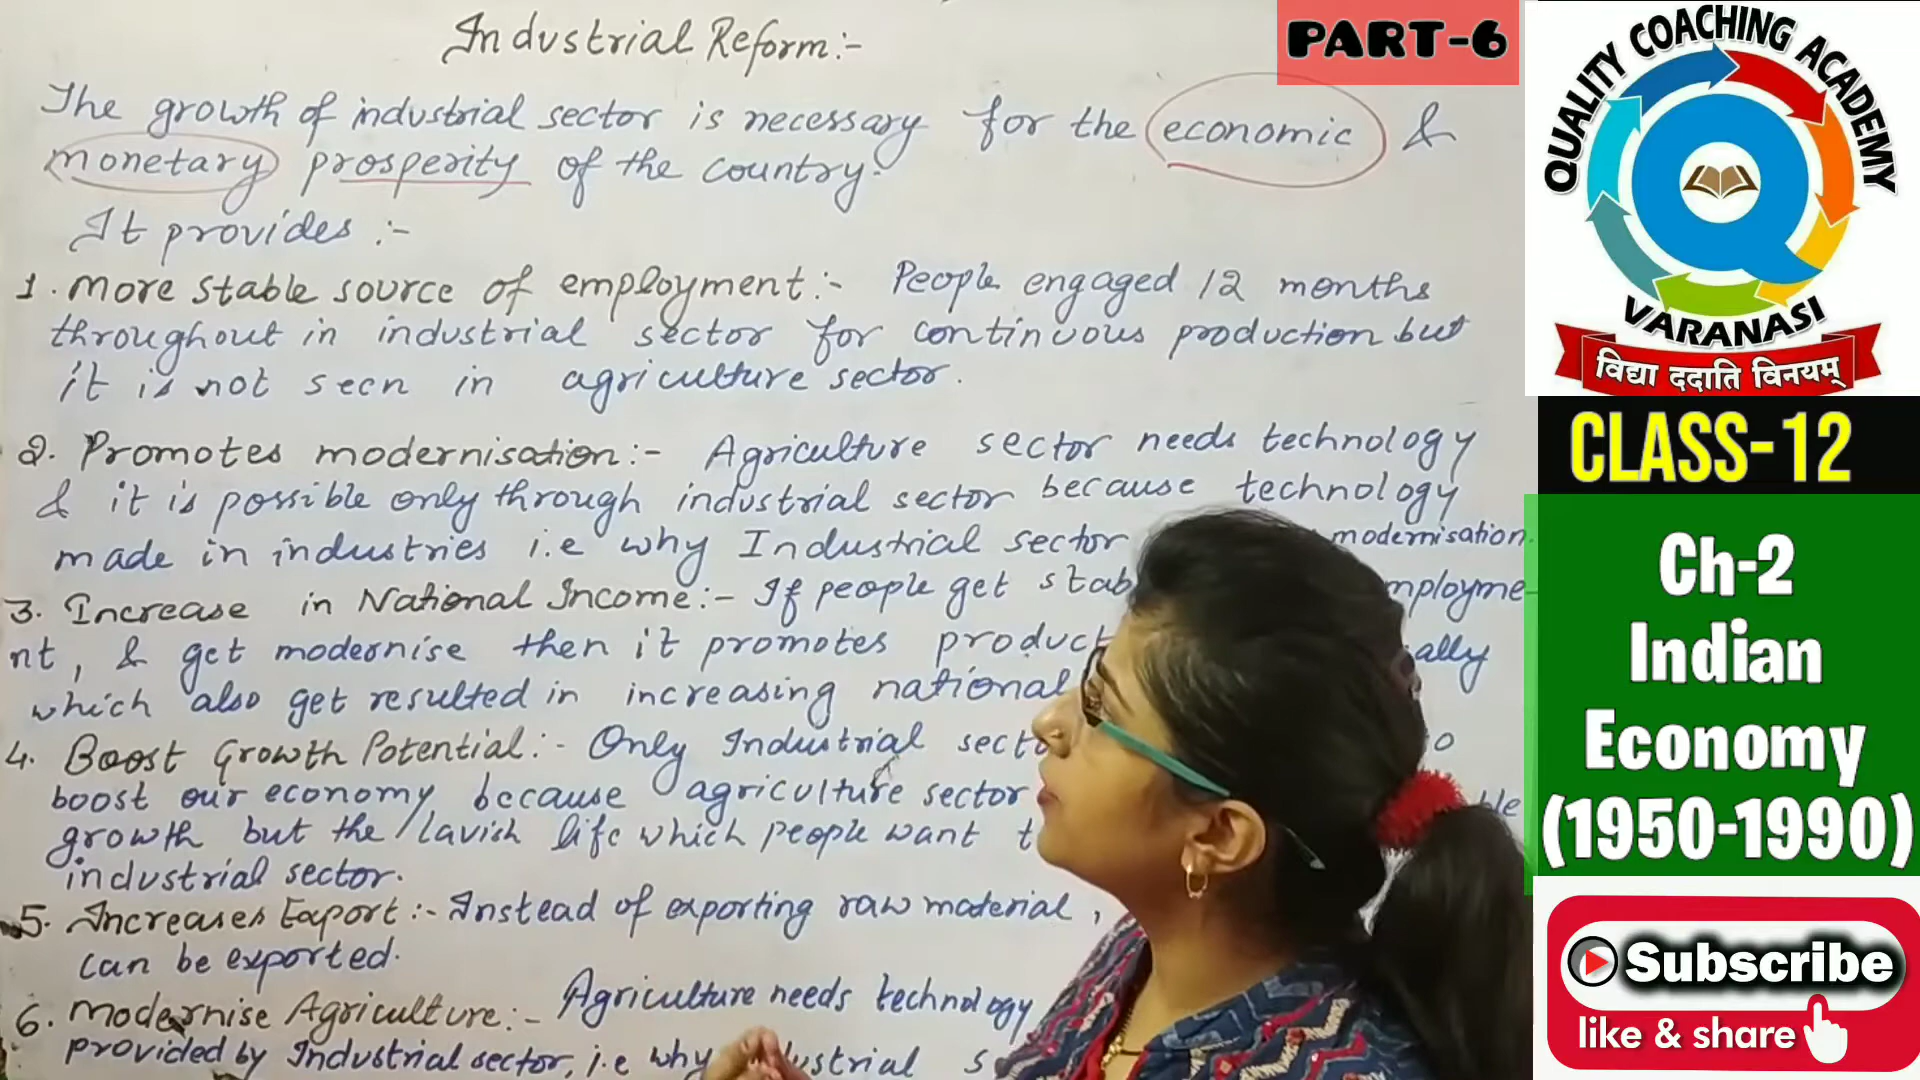 Industrial Reform:-
The growth of industrial sector is necessary for the economic &
monetary prosperity of the country.
It provides :-
1. More stable source of employment:- People engaged 12 months
throughout in industrial sector for continuous production but
it is not seen in agriculture sector.
2. Promotes modernisation:- Agriculture sector needs technology
& it is possible only through industrial sector because technology
made in industries i.e why Industrial sector modernisation.
3. Increase in National Income:- If people get stab mployme-
nt, & get modernise then it promotes product ally
which also get resulted in increasing national
4. Boost Growth Potential:- Only Industrial sect o
boost our economy because agriculture sector ble
growth but the lavish life which people want t
industrial sector.
5. Increases Export:- Instead of exporting raw material,
can be exported.
6. Modernise Agriculture:- Agriculture needs technology
provided by Industrial sector, i.e why ustrial s
PART-6
QUALITY COACHING ACADEMY
VARANASI
विद्या ददाति विनयम्
CLASS-12
Ch-2
Indian
Economy
(1950-1990)
Subscribe
like & share